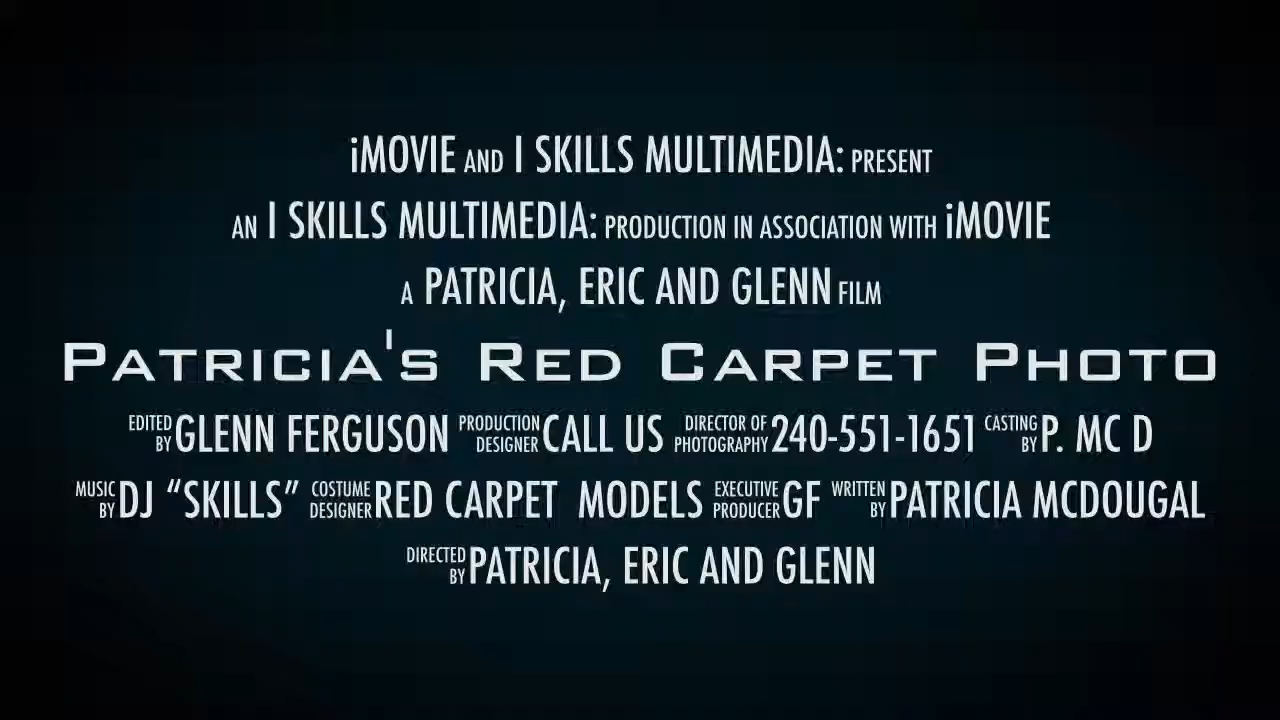 iMOVIE AND I SKILLS MULTIMEDIA: PRESENT
AN I SKILLS MULTIMEDIA: PRODUCTION IN ASSOCIATION WITH iMOVIE
A PATRICIA, ERIC AND GLENN FILM
PATRICIA'S RED CARPET PHOTO
EDITED BY GLENN FERGUSON PRODUCTION DESIGNER CALL US DIRECTOR OF PHOTOGRAPHY 240-551-1651 CASTING BY P. MC D
MUSIC BY DJ “SKILLS” COSTUME DESIGNER RED CARPET MODELS EXECUTIVE PRODUCER GF WRITTEN BY PATRICIA MCDOUGAL
DIRECTED BY PATRICIA, ERIC AND GLENN